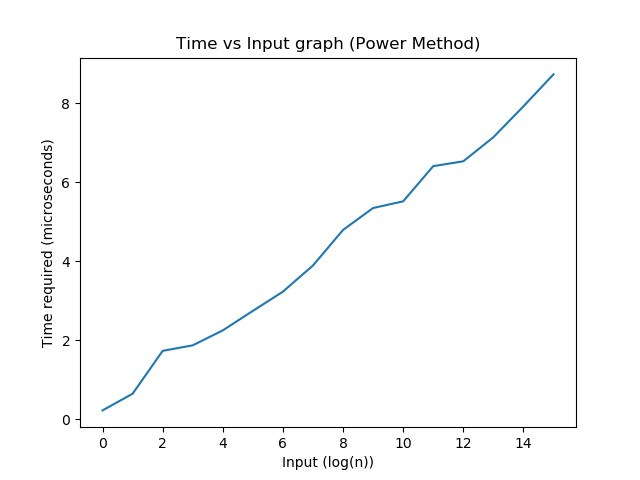 Time vs Input graph (Power Method)
Time required (microseconds)
8
6
4
2
0
0 2 4 6 8 10 12 14
Input (log(n))